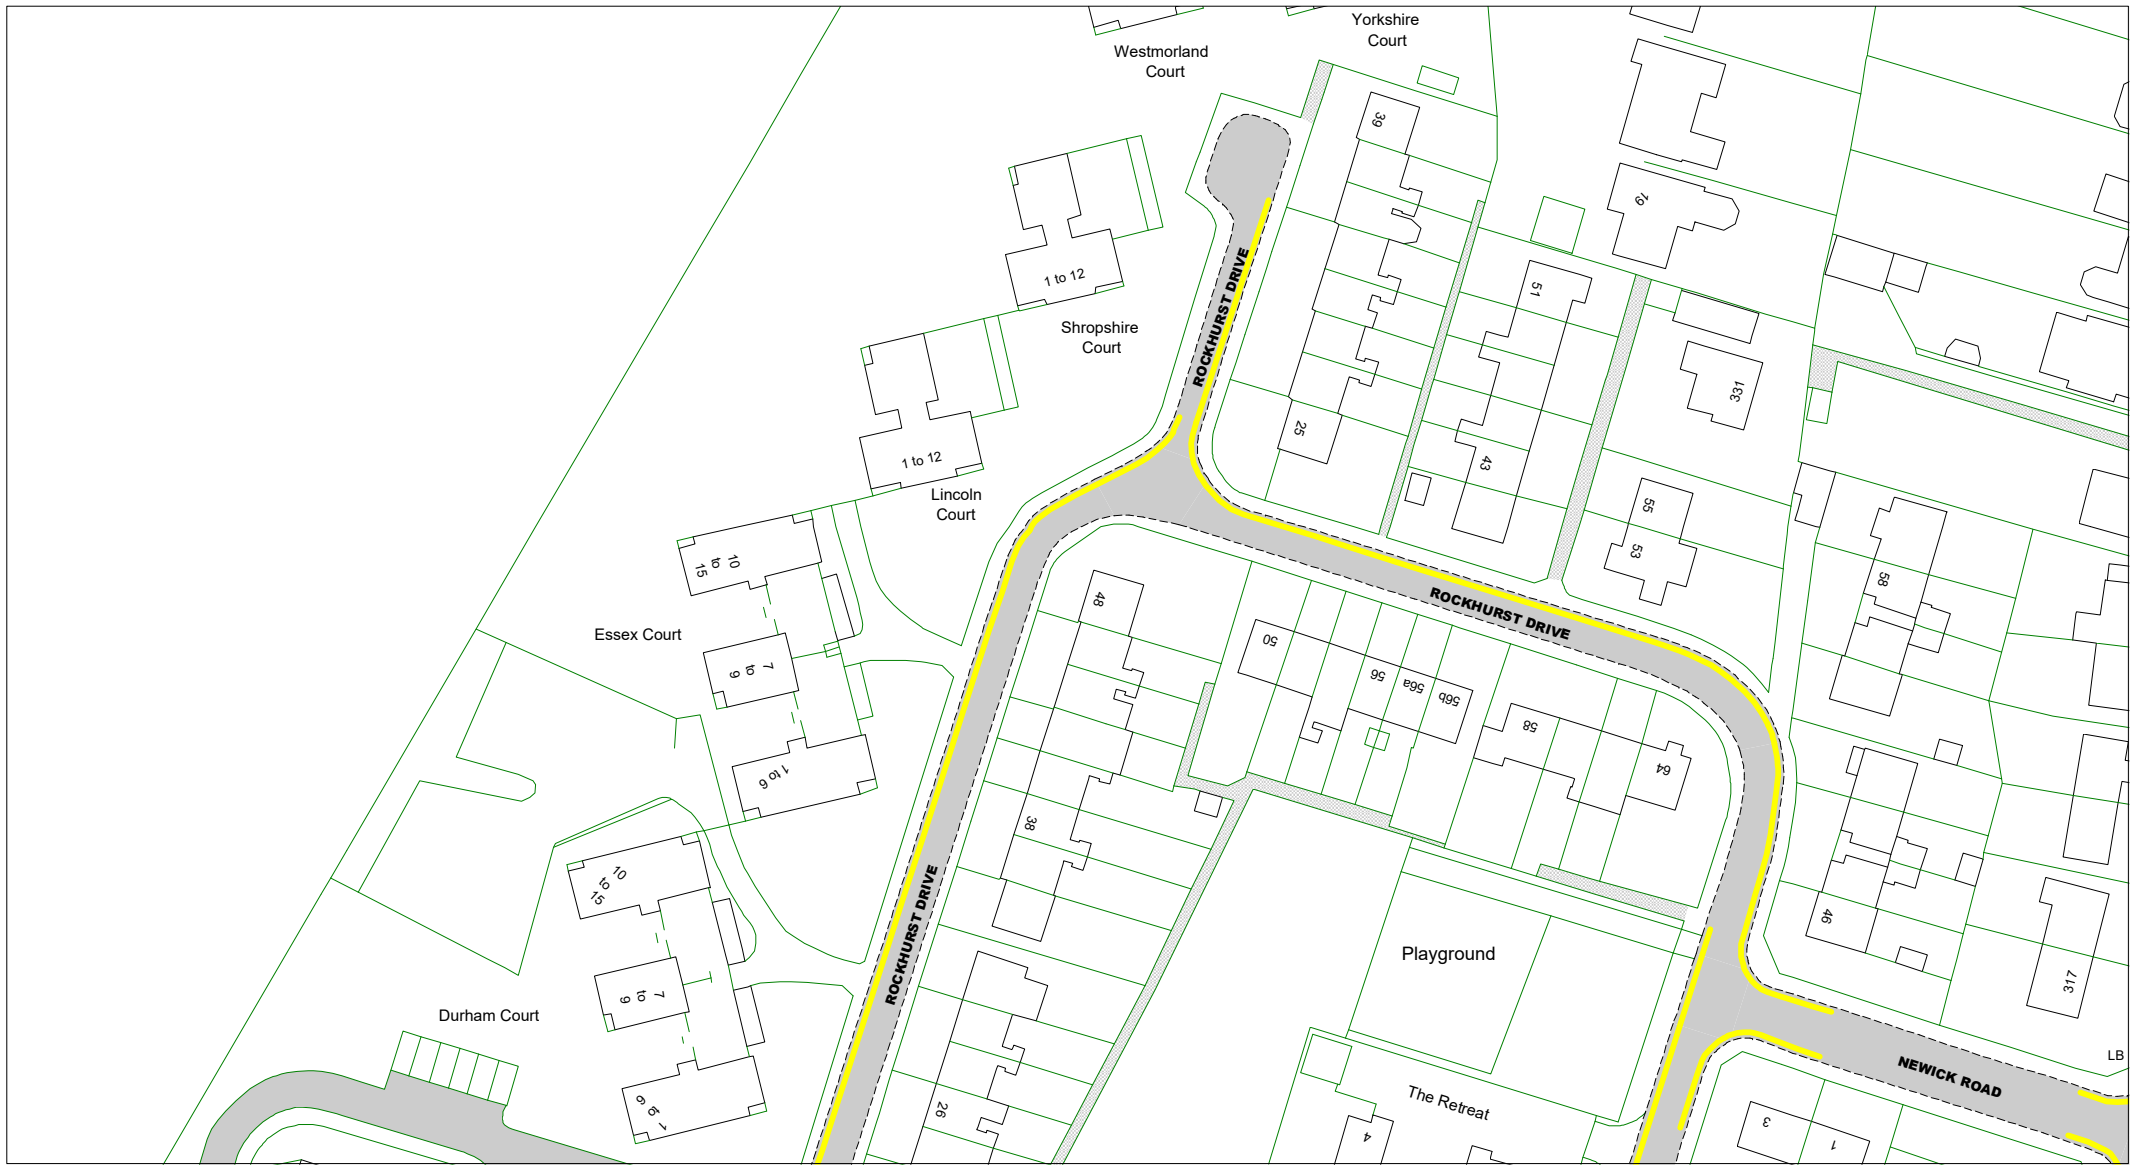 Yorkshire
Court
Westmorland
Court
39
19
1 to 12
51
ROCKHURST DRIVE
Shropshire
Court
331
25
1 to 12
43
Lincoln
Court
55
53
10
to
15
58
48
ROCKHURST DRIVE
Essex Court
50
7
to
9
56
56a
56b
58
64
1 to 6
38
10
to
15
ROCKHURST DRIVE
46
Playground
317
7
to
9
Durham Court
LB
NEWICK ROAD
The Retreat
26
1 to 6
4
3
1